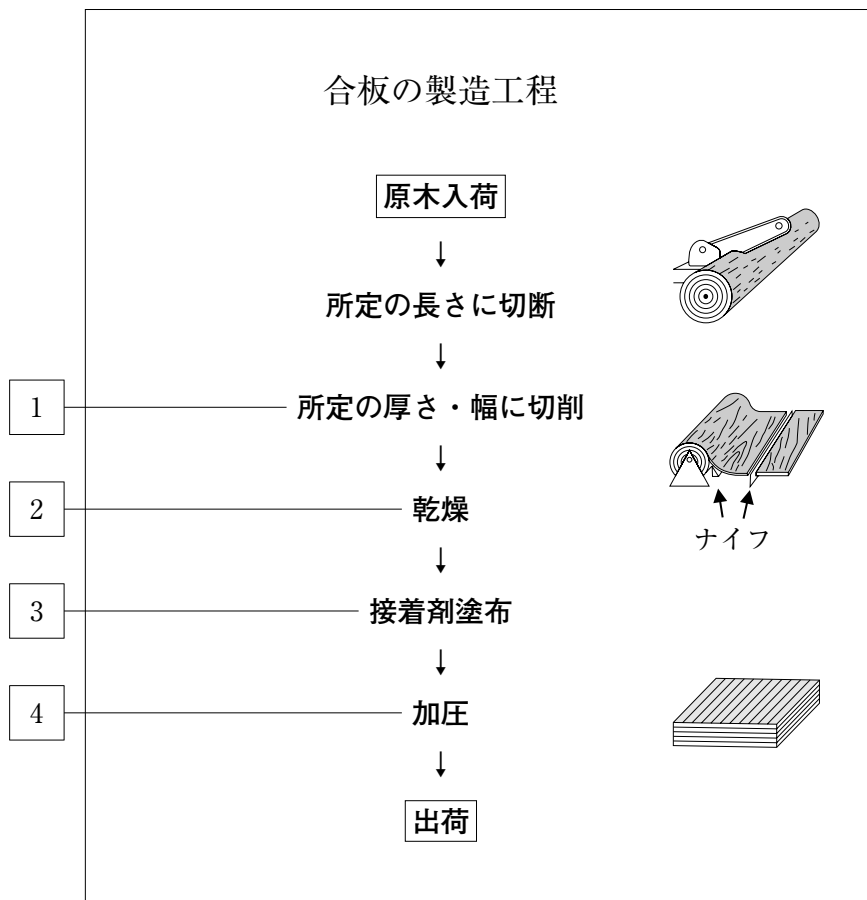 合板の製造工程
原木入荷
↓
所定の長さに切断
↓
1 所定の厚さ・幅に切削
↓
ナイフ
2 乾燥
↓
3 接着剤塗布
↓
4 加圧
↓
出荷